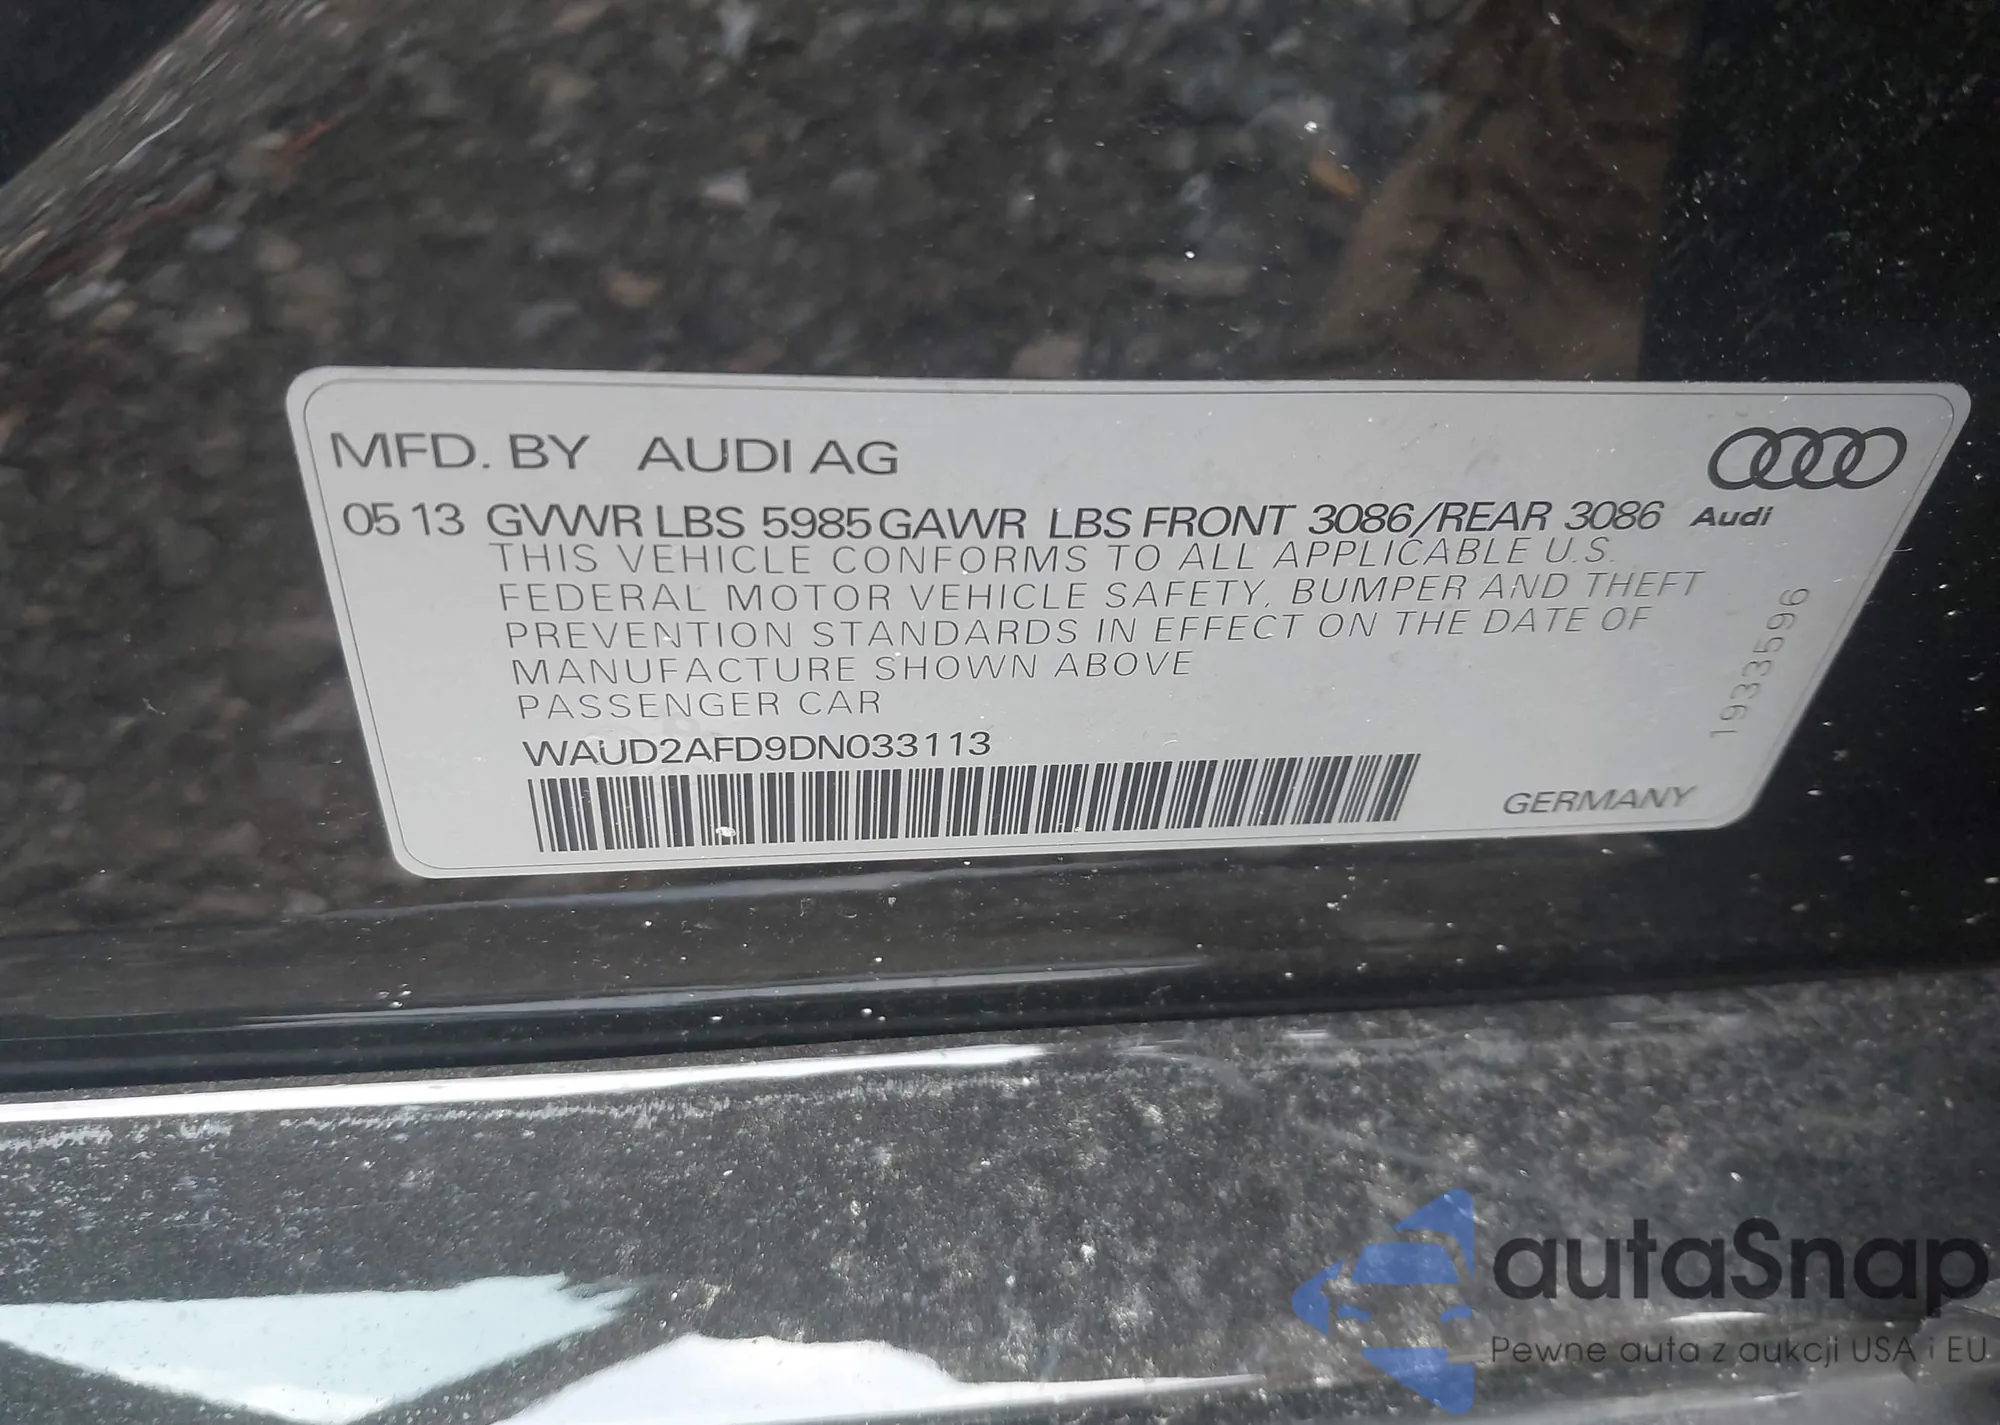 MFD. BY AUDI AG
05 13 GVWR LBS 5985 GAWR LBS FRONT 3086/REAR 3086 Audi
THIS VEHICLE CONFORMS TO ALL APPLICABLE U.S.
FEDERAL MOTOR VEHICLE SAFETY, BUMPER AND THEFT
PREVENTION STANDARDS IN EFFECT ON THE DATE OF
MANUFACTURE SHOWN ABOVE
PASSENGER CAR
WAUD2AFD9DN033113
GERMANY
1933596
autaSnap
Pewne auta z aukcji USA i EU